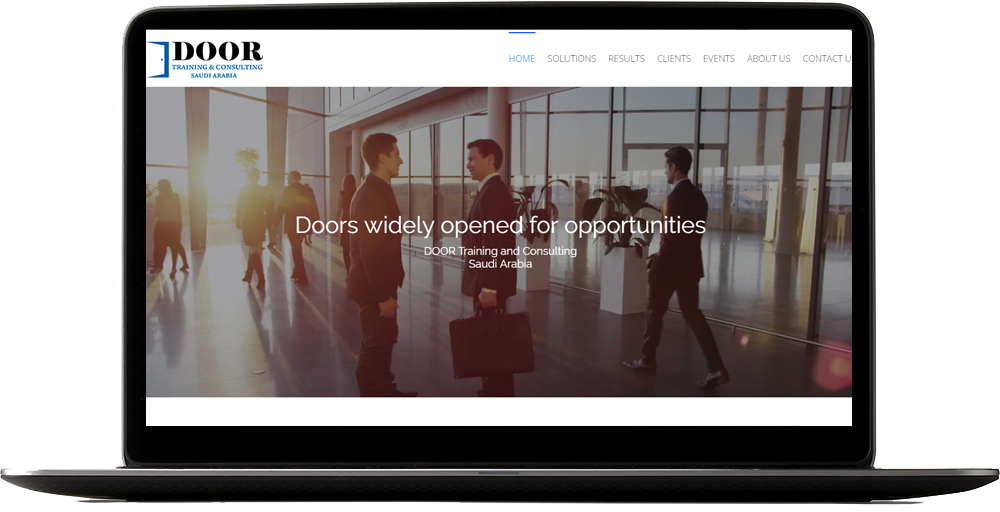 DOOR
TRAINING & CONSULTING
SAUDI ARABIA
HOME SOLUTIONS RESULTS CLIENTS EVENTS ABOUT US CONTACT U
Doors widely opened for opportunities
DOOR Training and Consulting
Saudi Arabia